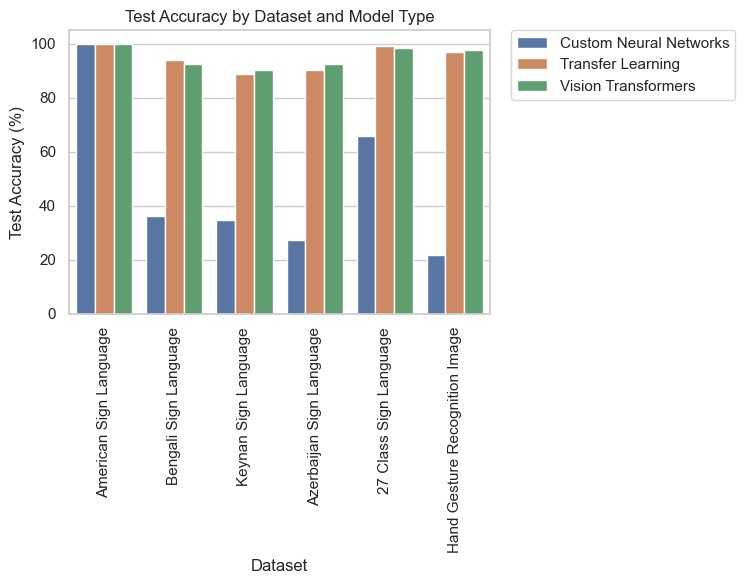 Test Accuracy by Dataset and Model Type
Custom Neural Networks
Transfer Learning
Vision Transformers
Test Accuracy (%)
100
80
60
40
20
0
American Sign Language
Bengali Sign Language
Keynan Sign Language
Azerbaijan Sign Language
27 Class Sign Language
Hand Gesture Recognition Image
Dataset